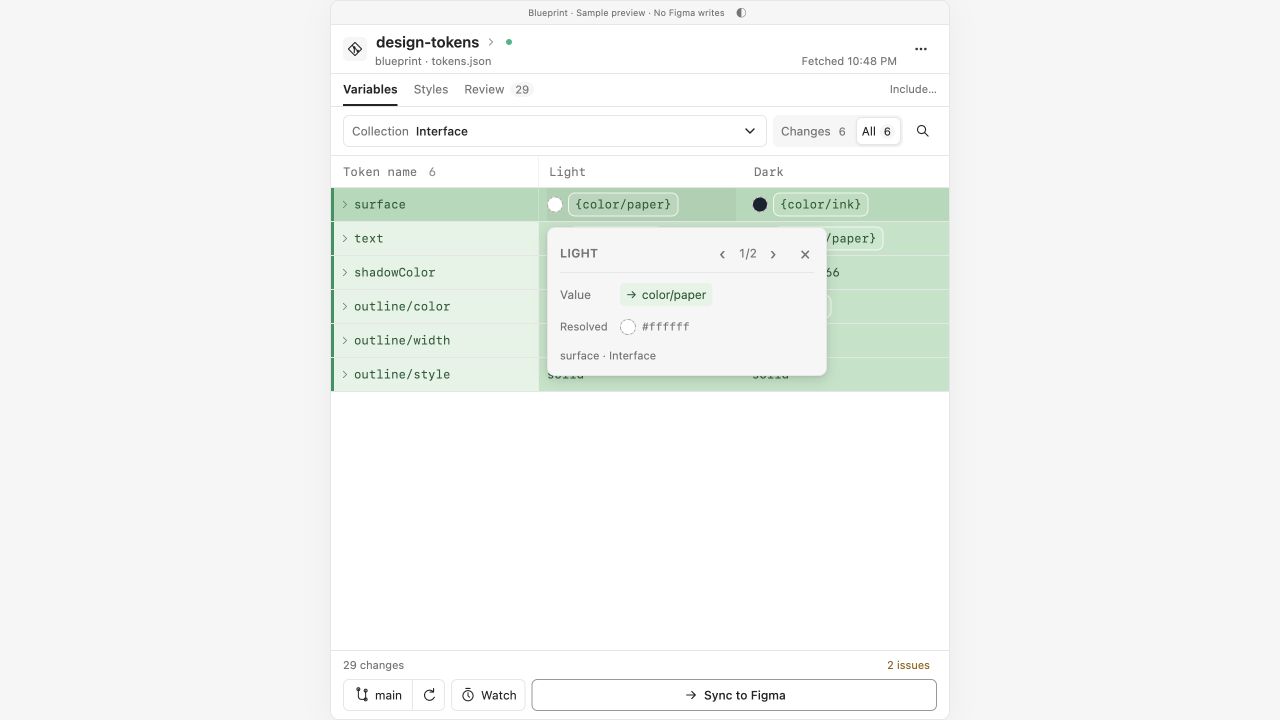 Blueprint · Sample preview · No Figma writes
design-tokens
blueprint · tokens.json
Fetched 10:48 PM
Variables Styles Review 29 Include…
Collection Interface
Changes 6 All 6
Token name 6 Light Dark
surface {color/paper} {color/ink}
text /paper}
shadowColor 66
outline/color }
outline/width
outline/style solid solid
LIGHT 1/2
Value → color/paper
Resolved #ffffff
surface · Interface
29 changes 2 issues
main Watch → Sync to Figma